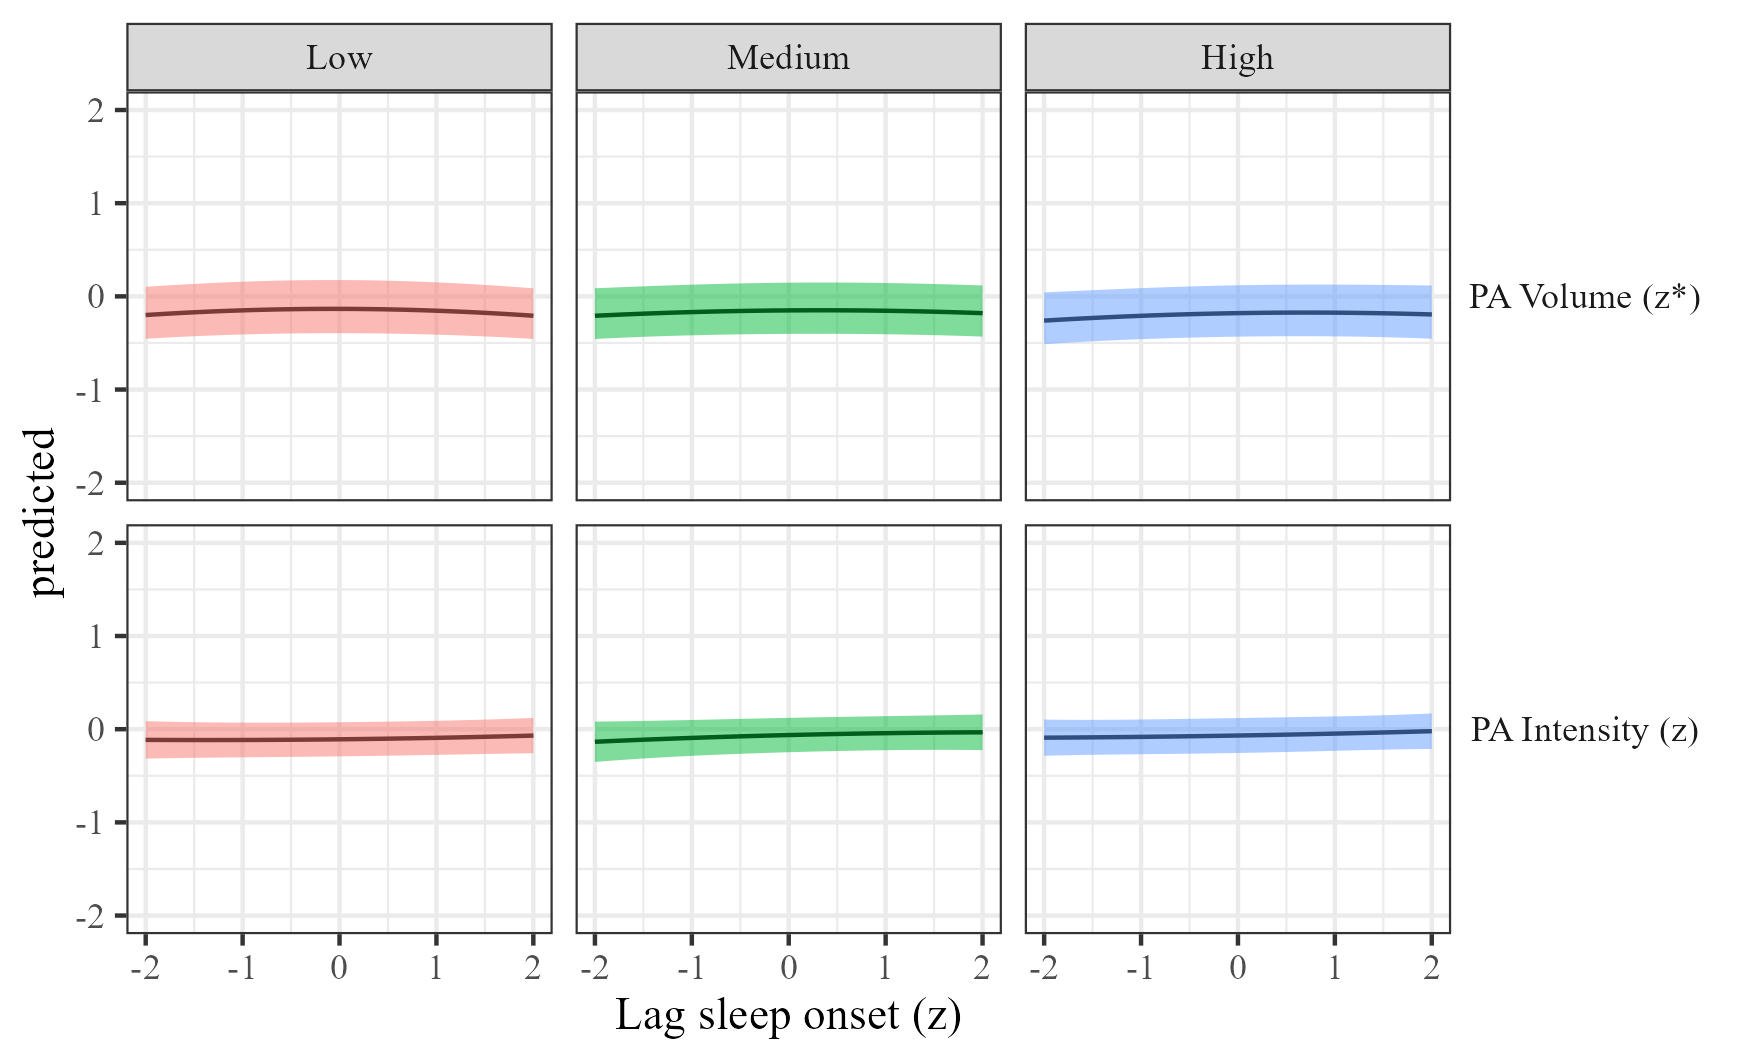 Low Medium High
2
1
0
-1
-2
PA Volume (z*)
predicted
2
1
0
-1
-2
PA Intensity (z)
-2 -1 0 1 2 -2 -1 0 1 2 -2 -1 0 1 2
Lag sleep onset (z)